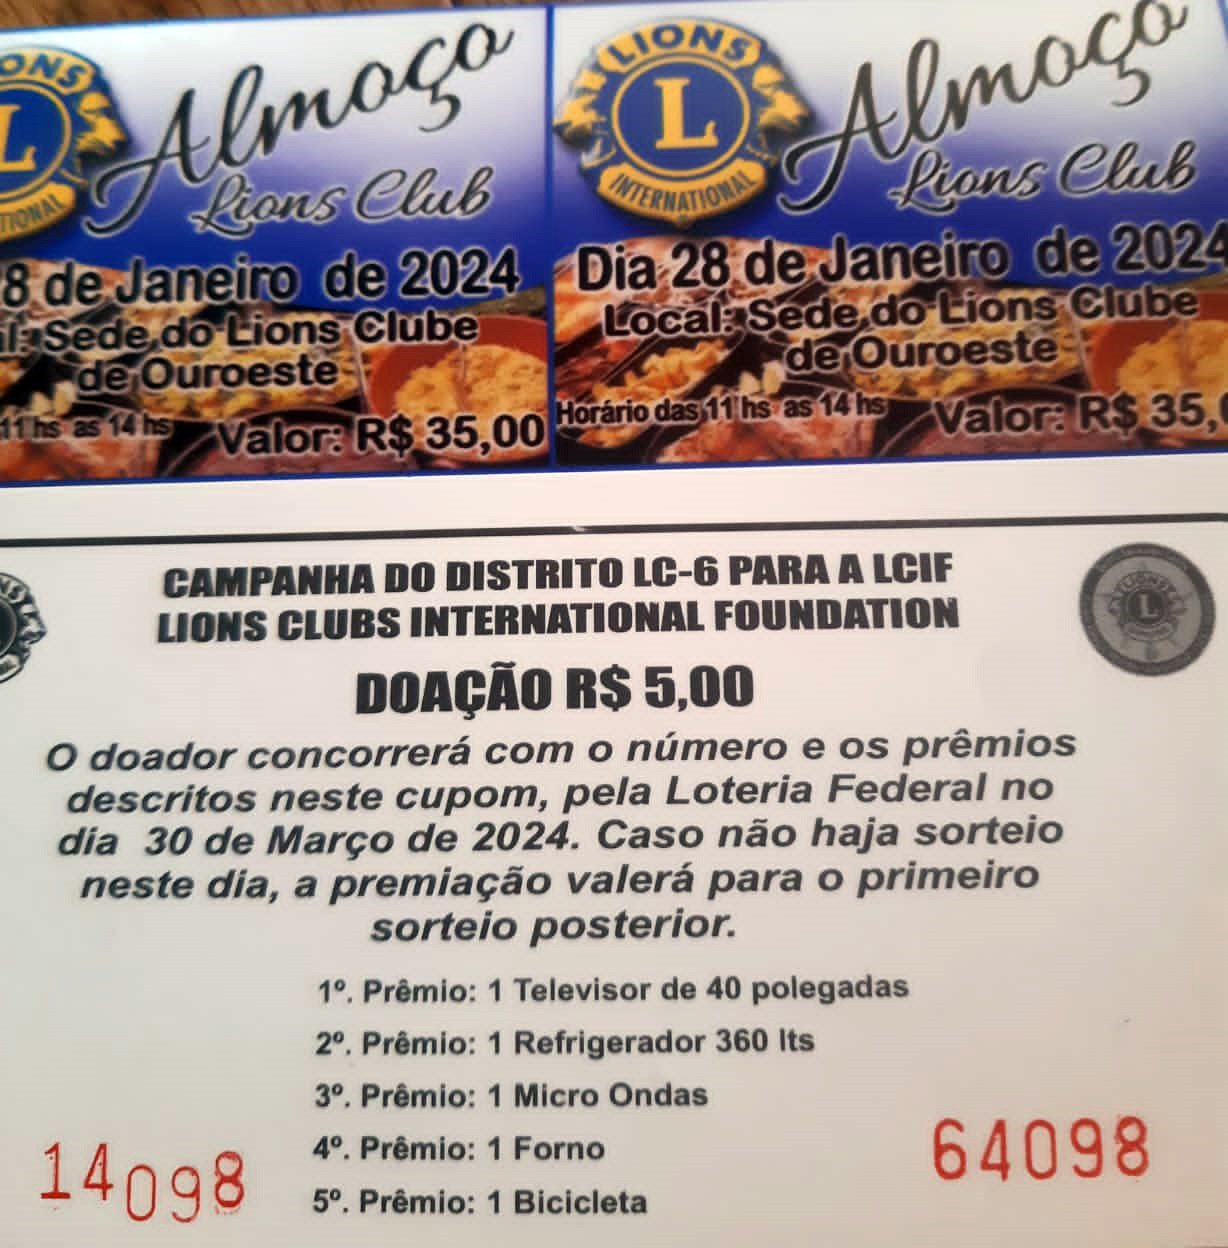 ONS
L
TIONAL
Almoço
Lions Club
8 de Janeiro de 2024
l: Sede do Lions Clube
de Ouroeste
11 hs as 14 hs Valor: R$ 35,00
LIONS
L
INTERNATIONAL
Almoço
Lions Club
Dia 28 de Janeiro de 2024
Local: Sede do Lions Clube
de Ouroeste
Horário das 11 hs as 14 hs Valor: R$ 35,
CAMPANHA DO DISTRITO LC-6 PARA A LCIF
LIONS CLUBS INTERNATIONAL FOUNDATION
LIONS
L
DOAÇÃO R$ 5,00
O doador concorrerá com o número e os prêmios
descritos neste cupom, pela Loteria Federal no
dia 30 de Março de 2024. Caso não haja sorteio
neste dia, a premiação valerá para o primeiro
sorteio posterior.
1º. Prêmio: 1 Televisor de 40 polegadas
2º. Prêmio: 1 Refrigerador 360 lts
3º. Prêmio: 1 Micro Ondas
4º. Prêmio: 1 Forno
5º. Prêmio: 1 Bicicleta
14098
64098